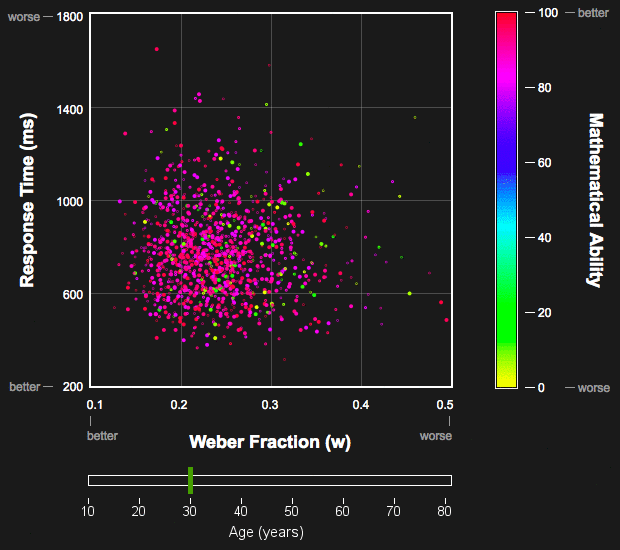 worse
1800
1400
1000
600
better
200
Response Time (ms)
0.1 0.2 0.3 0.4 0.5
better worse
Weber Fraction (w)
10 20 30 40 50 60 70 80
Age (years)
100 better
80
60
40
20
0 worse
Mathematical Ability